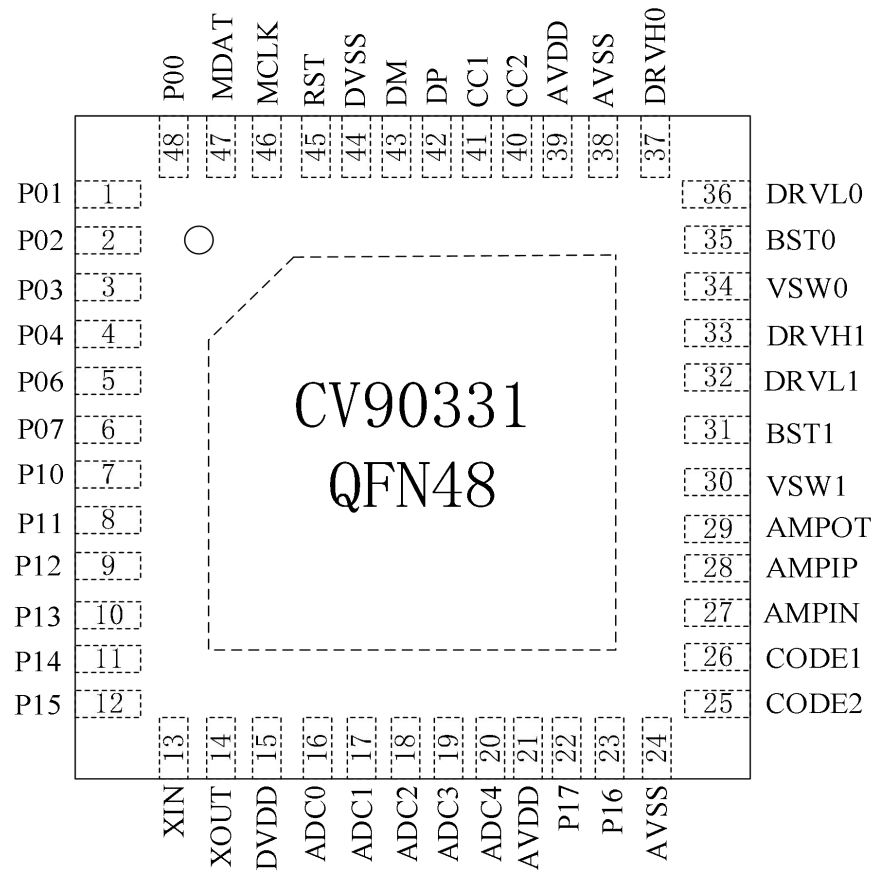 P00 MDAT MCLK RST DVSS DM DP CC1 CC2 AVDD AVSS DRVH0
48 47 46 45 44 43 42 41 40 39 38 37
P01 1 36 DRVL0
P02 2 35 BST0
P03 3 34 VSW0
P04 4 33 DRVH1
P06 5 32 DRVL1
P07 6 31 BST1
P10 7 30 VSW1
P11 8 29 AMPOT
P12 9 28 AMPIP
P13 10 27 AMPIN
P14 11 26 CODE1
P15 12 25 CODE2
CV90331
QFN48
13 14 15 16 17 18 19 20 21 22 23 24
XIN XOUT DVDD ADC0 ADC1 ADC2 ADC3 ADC4 AVDD P17 P16 AVSS